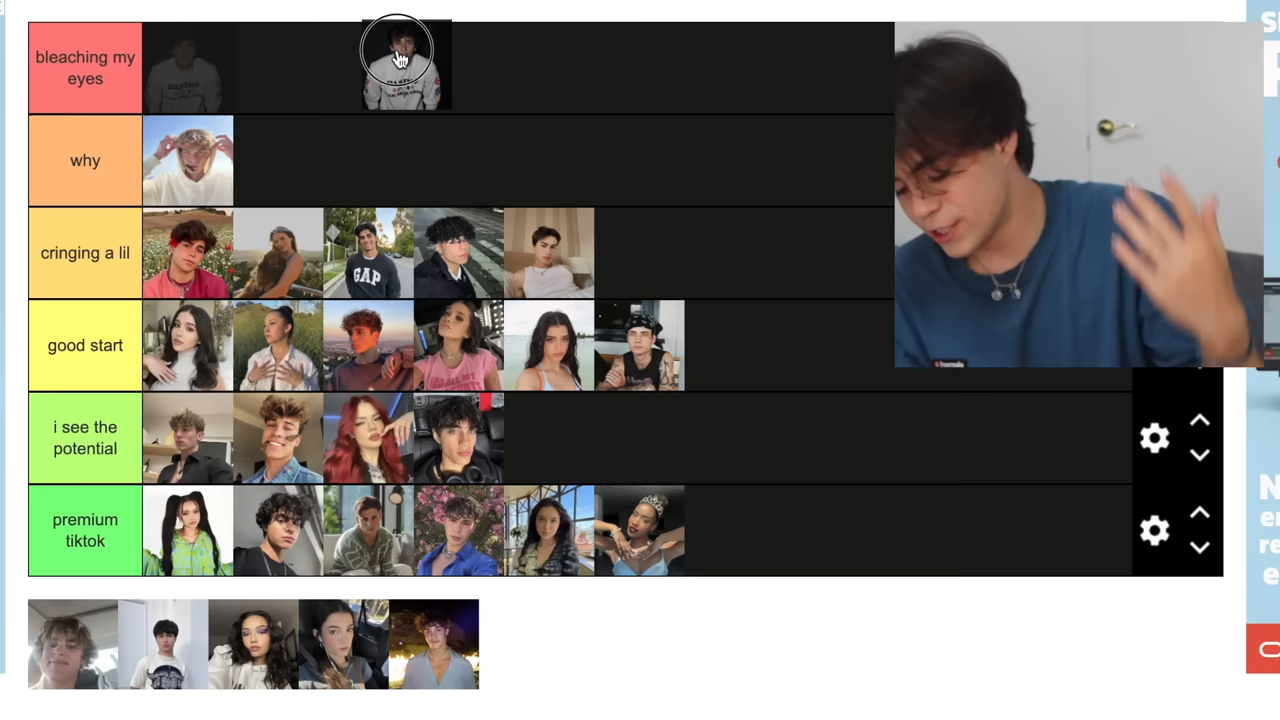 bleaching my
eyes
why
cringing a lil
GAP
good start
i see the
potential
premium
tiktok